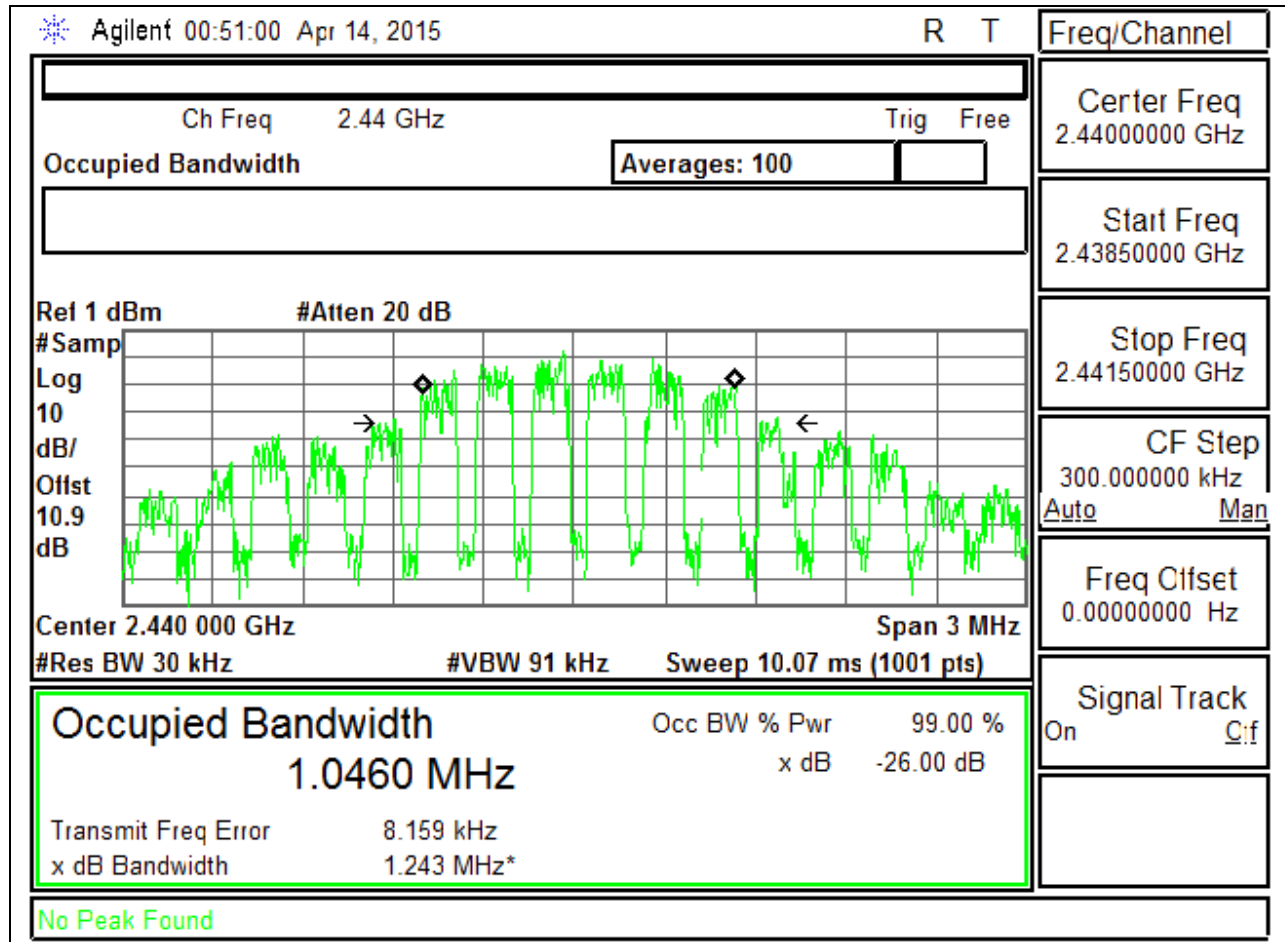 Agilent 00:51:00 Apr 14, 2015 R T
Freq/Channel
Ch Freq 2.44 GHz Trig Free
Occupied Bandwidth Averages: 100
Center Freq
2.44000000 GHz
Start Freq
2.43850000 GHz
Stop Freq
2.44150000 GHz
CF Step
300.000000 kHz
Auto Man
Freq Offset
0.00000000 Hz
Signal Track
On Off
Ref 1 dBm #Atten 20 dB
#Samp
Log
10
dB/
Offst
10.9
dB
Center 2.440 000 GHz Span 3 MHz
#Res BW 30 kHz #VBW 91 kHz Sweep 10.07 ms (1001 pts)
Occupied Bandwidth Occ BW % Pwr 99.00 %
1.0460 MHz x dB -26.00 dB
Transmit Freq Error 8.159 kHz
x dB Bandwidth 1.243 MHz*
No Peak Found